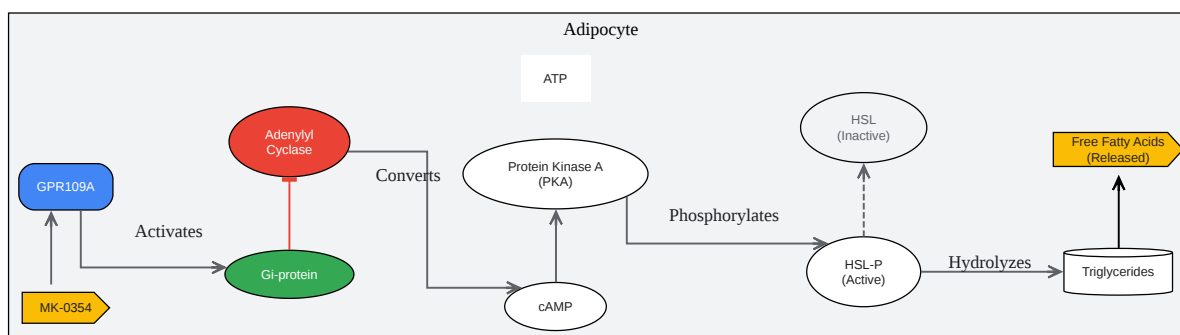 Adipocyte
ATP
Adenylyl
Cyclase
HSL
(Inactive)
Free Fatty Acids
(Released)
GPR109A
Converts
Protein Kinase A
(PKA)
Phosphorylates
Activates
Gi-protein
HSL-P
(Active)
Hydrolyzes
Triglycerides
MK-0354
cAMP